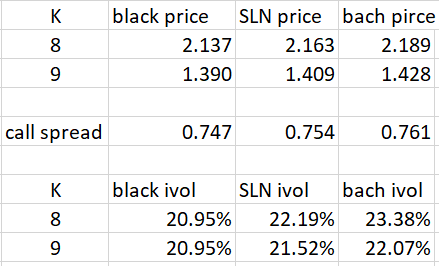 K black price SLN price bach pirce
8 2.137 2.163 2.189
9 1.390 1.409 1.428
call spread 0.747 0.754 0.761
K black ivol SLN ivol bach ivol
8 20.95% 22.19% 23.38%
9 20.95% 21.52% 22.07%